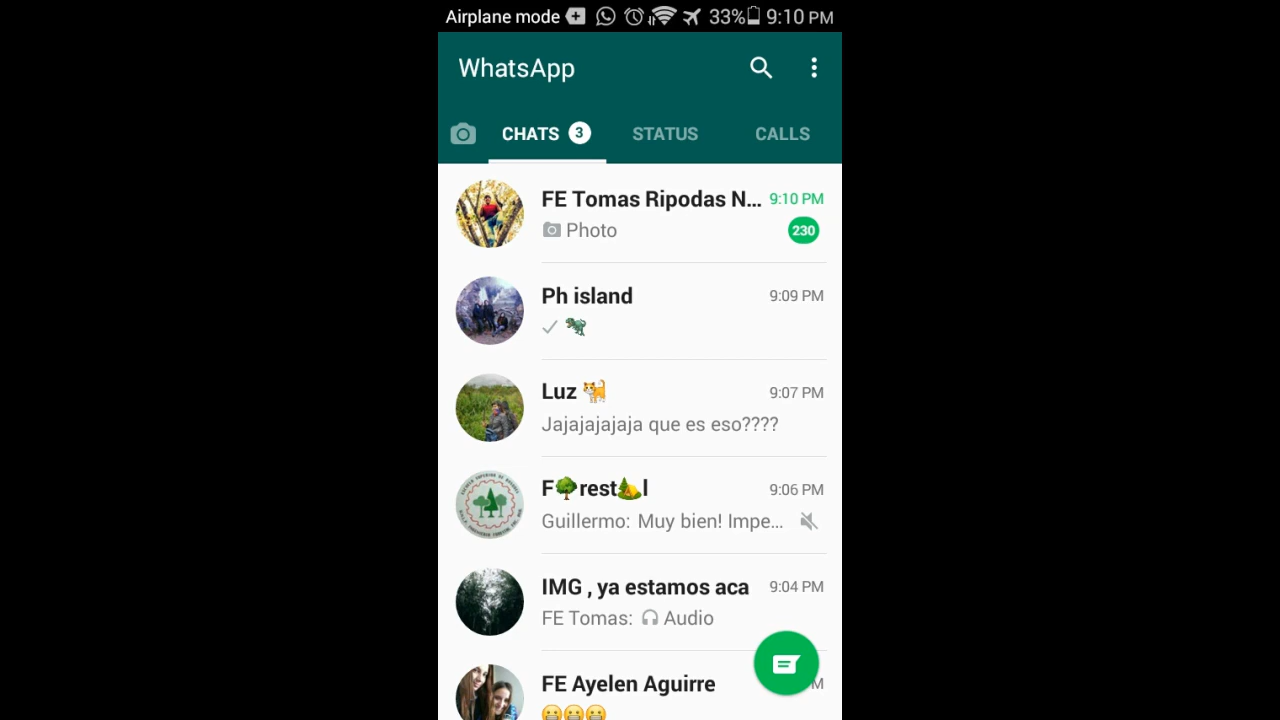 Airplane mode 33% 9:10 PM
WhatsApp
CHATS 3 STATUS CALLS
FE Tomas Ripodas N... 9:10 PM
Photo 230
Ph island 9:09 PM
Luz 9:07 PM
Jajajajajaja que es eso????
F🌳rest⛺l 9:06 PM
Guillermo: Muy bien! Impe...
IMG , ya estamos aca 9:04 PM
FE Tomas: Audio
FE Ayelen Aguirre M